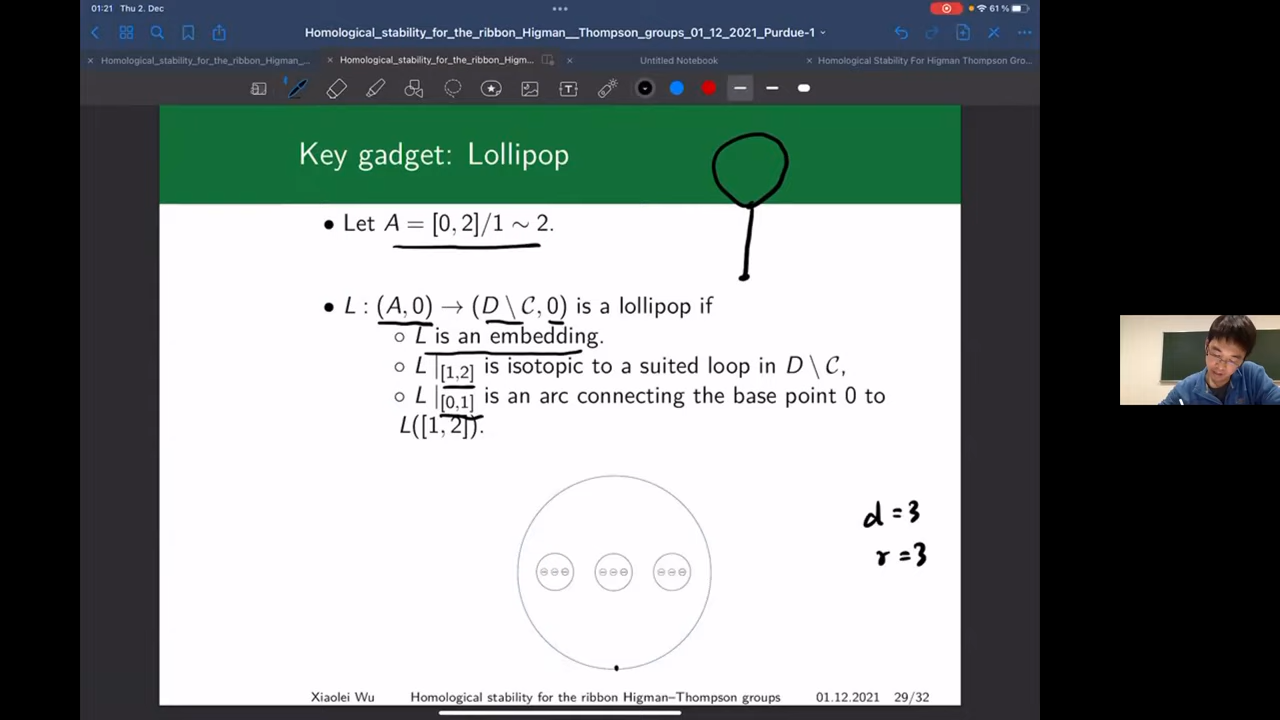 01:21 Thu 2. Dec
61 %
Homological_stability_for_the_ribbon_Higman__Thompson_groups_01_12_2021_Purdue-1
Homological_stability_for_the_ribbon_Higman_...
Homological_stability_for_the_ribbon_Higm...
Untitled Notebook
Homological Stability For Higman Thompson Gro...
Key gadget: Lollipop
• Let A = [0, 2]/1 ∼ 2.
• L : (A, 0) → (D \ C, 0) is a lollipop if
○ L is an embedding.
○ L |[1,2] is isotopic to a suited loop in D \ C,
○ L |[0,1] is an arc connecting the base point 0 to
L([1, 2]).
d = 3
r = 3
Xiaolei Wu Homological stability for the ribbon Higman–Thompson groups 01.12.2021 29/32